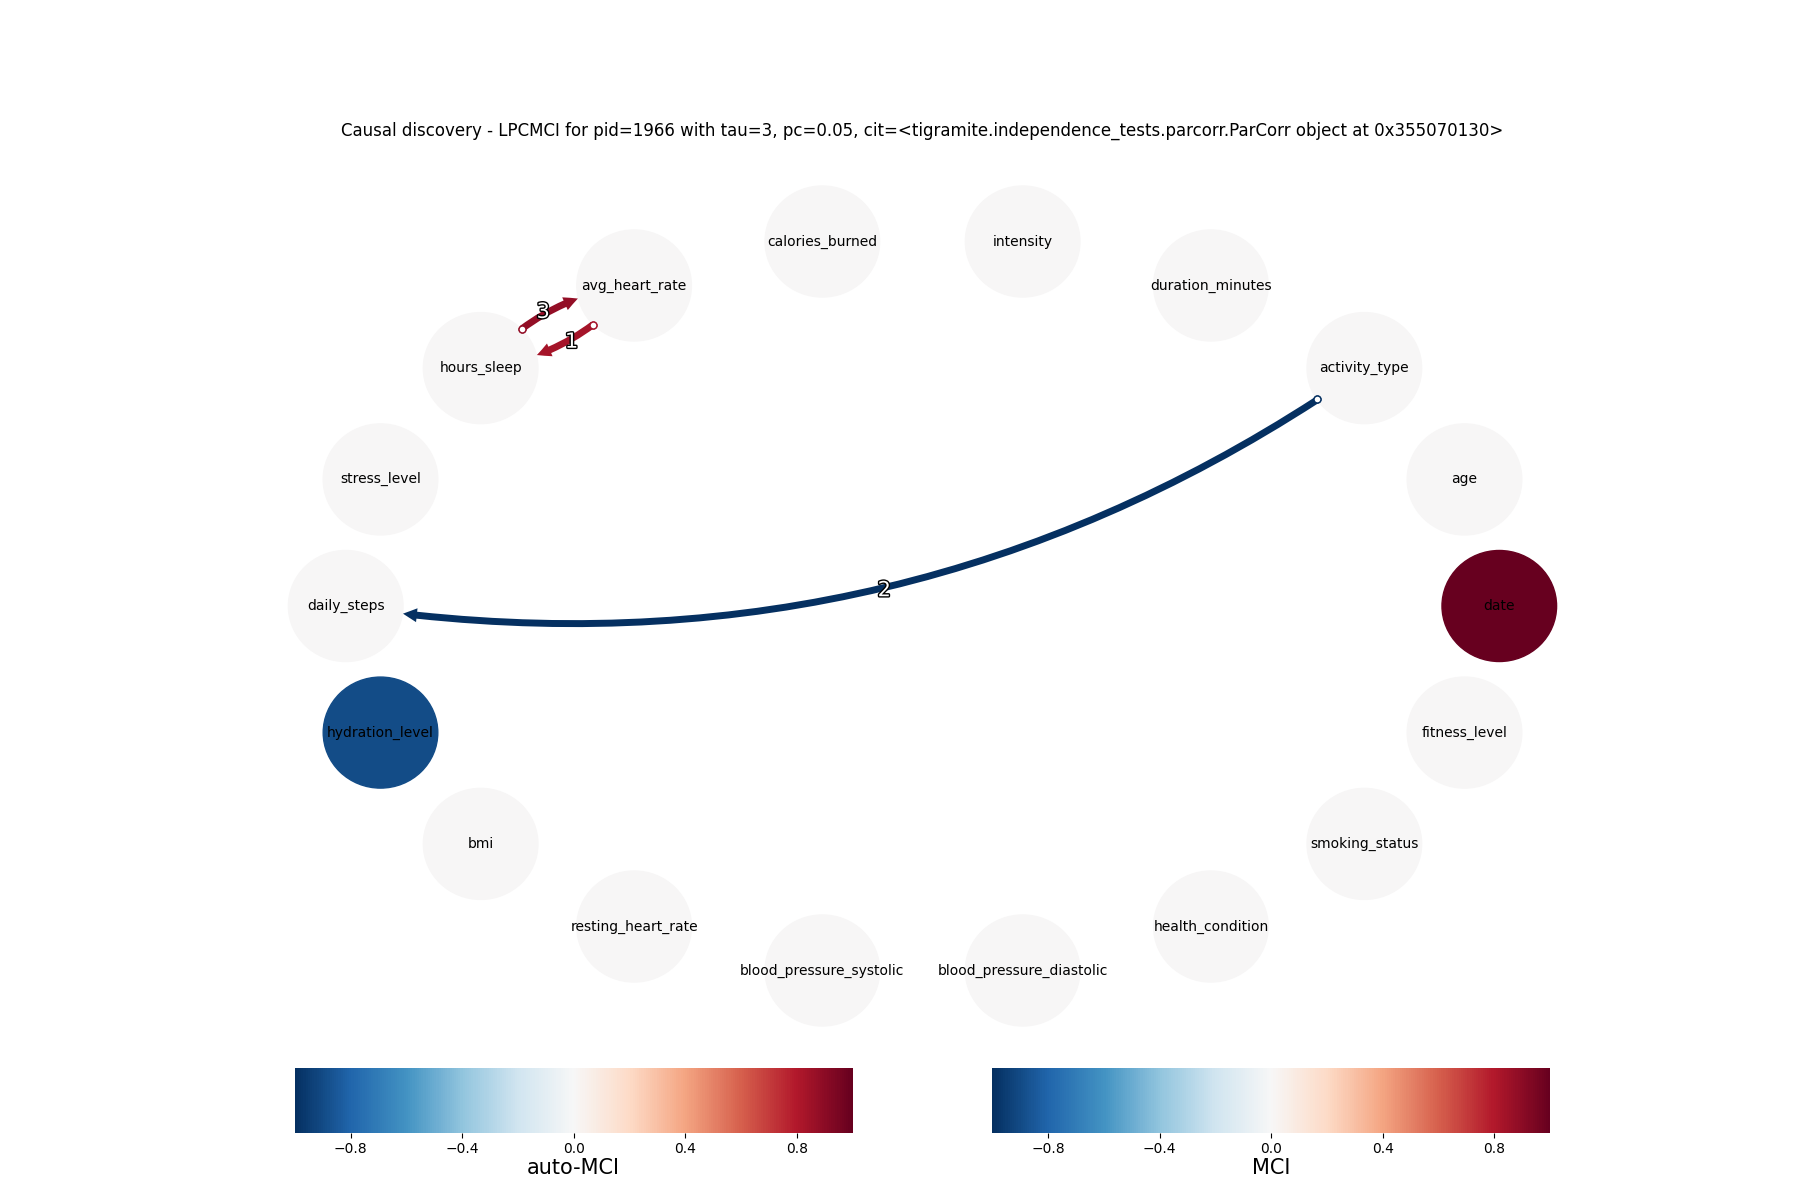 Causal discovery - LPCMCI for pid=1966 with tau=3, pc=0.05, cit=<tigramite.independence_tests.parcorr.ParCorr object at 0x355070130>
calories_burned
intensity
avg_heart_rate
duration_minutes
3
1
hours_sleep
activity_type
stress_level
age
2
daily_steps
date
hydration_level
fitness_level
bmi
smoking_status
resting_heart_rate
health_condition
blood_pressure_systolic
blood_pressure_diastolic
−0.8 −0.4 0.0 0.4 0.8
auto-MCI
−0.8 −0.4 0.0 0.4 0.8
MCI